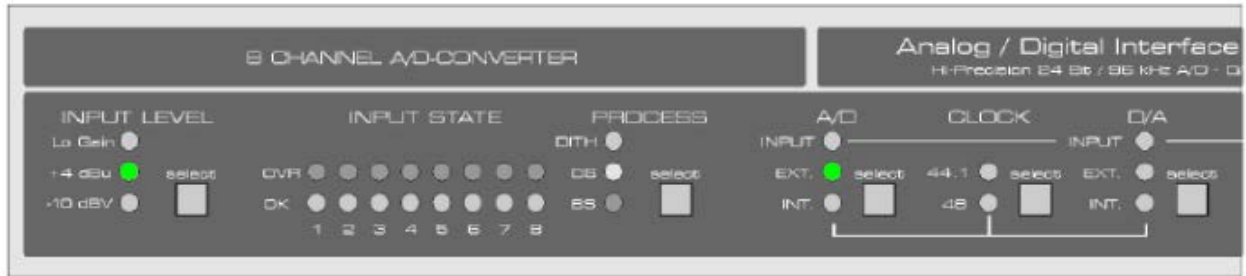 8 CHANNEL A/D-CONVERTER
Analog / Digital Interface
Hi-Precision 24 Bit / 96 kHz A/D - D/
INPUT LEVEL
Lo Gain
+4 dBu
-10 dBV
select
INPUT STATE
OVR
OK
1 2 3 4 5 6 7 8
PROCESS
DITH
DS
BS
select
A/D
INPUT
EXT.
INT.
select
CLOCK
44.1
48
select
D/A
INPUT
EXT.
INT.
select